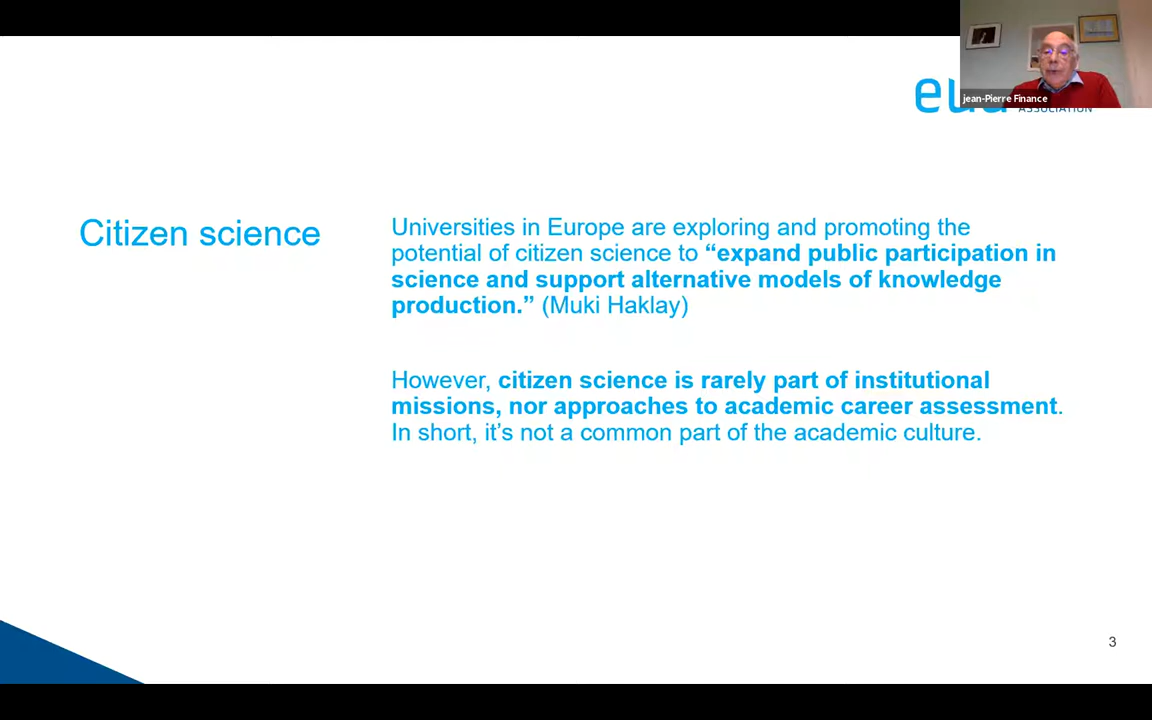 jean-Pierre Finance
ASSOCIATION
Citizen science
Universities in Europe are exploring and promoting the
potential of citizen science to “expand public participation in
science and support alternative models of knowledge
production.” (Muki Haklay)
However, citizen science is rarely part of institutional
missions, nor approaches to academic career assessment.
In short, it’s not a common part of the academic culture.
3